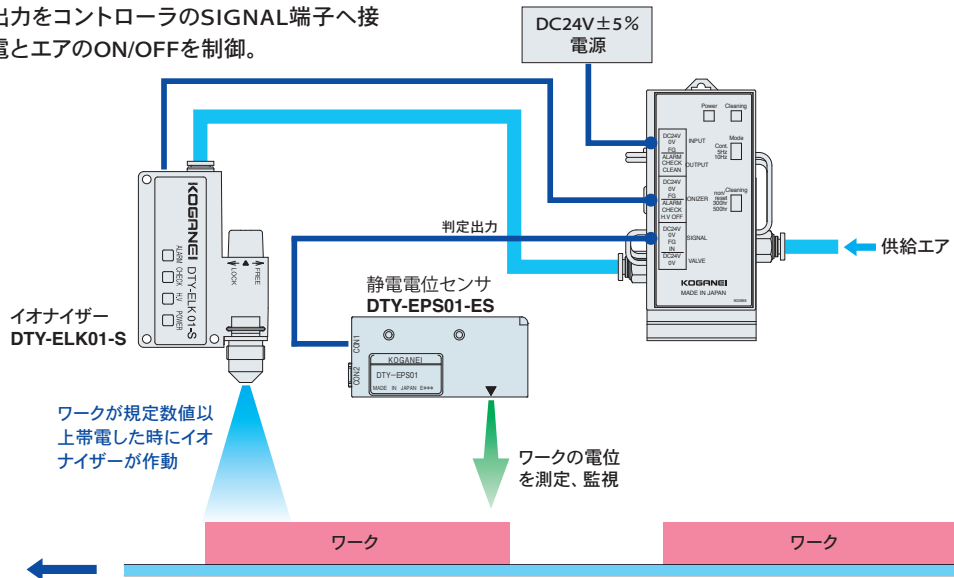 出力をコントローラのSIGNAL端子へ接
電とエアのON/OFFを制御。
DC24V±5%
電源
Power Cleaning
DC24V
0V
FG
INPUT
ALARM
CHECK
CLEAN
OUTPUT
Mode
Cont.
5Hz
10Hz
DC24V
0V
FG
ALARM
CHECK
H.V OFF
IONIZER
Cleaning
non/
reset
300hr
500hr
DC24V
0V
FG
IN
SIGNAL
DC24V
0V
VALVE
KOGANEI
MADE IN JAPAN
供給エア
判定出力
静電電位センサ
DTY-EPS01-ES
CON1
CON2
KOGANEI
DTY-EPS01
MADE IN JAPAN E***
KOGANEI DTY-ELK01-S
ALARM CHECK H.V POWER
LOCK FREE
イオナイザー
DTY-ELK01-S
ワークが規定数値以
上帯電した時にイオ
ナイザーが作動
ワークの電位
を測定、監視
ワーク
ワーク